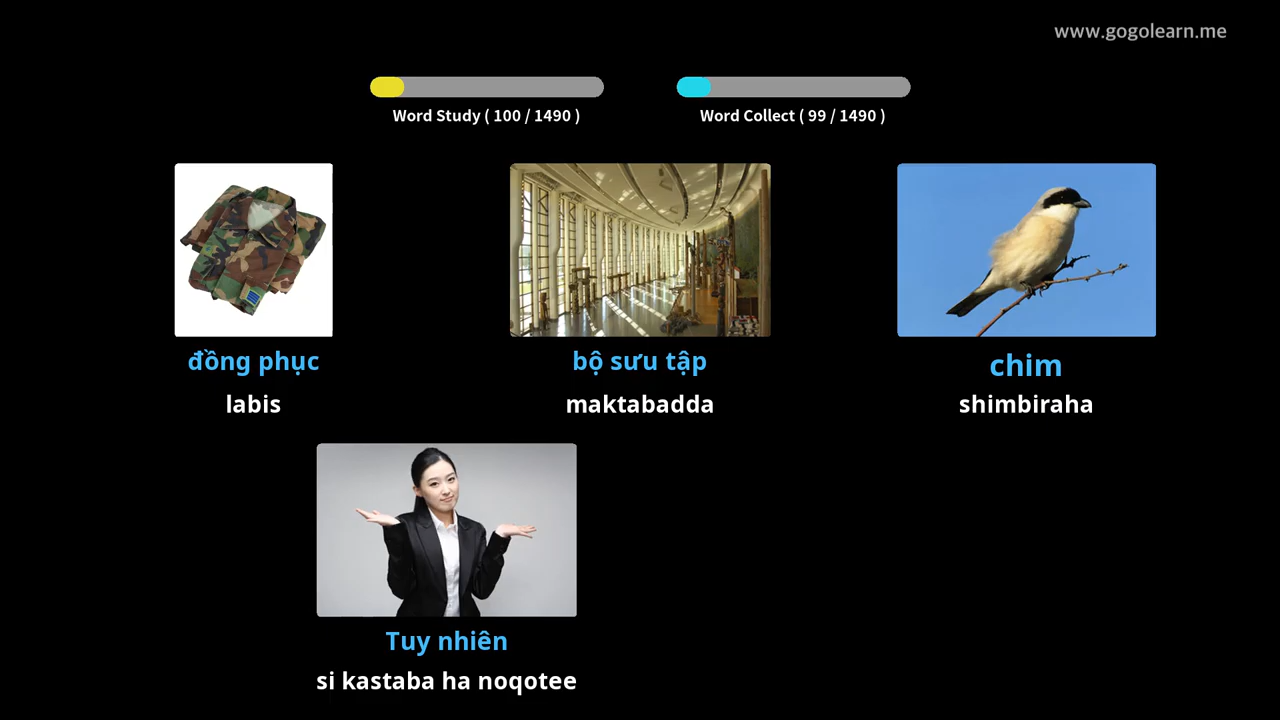 www.gogolearn.me
Word Study ( 100 / 1490 )
Word Collect ( 99 / 1490 )
đồng phục
labis
bộ sưu tập
maktabadda
chim
shimbiraha
Tuy nhiên
si kastaba ha noqotee